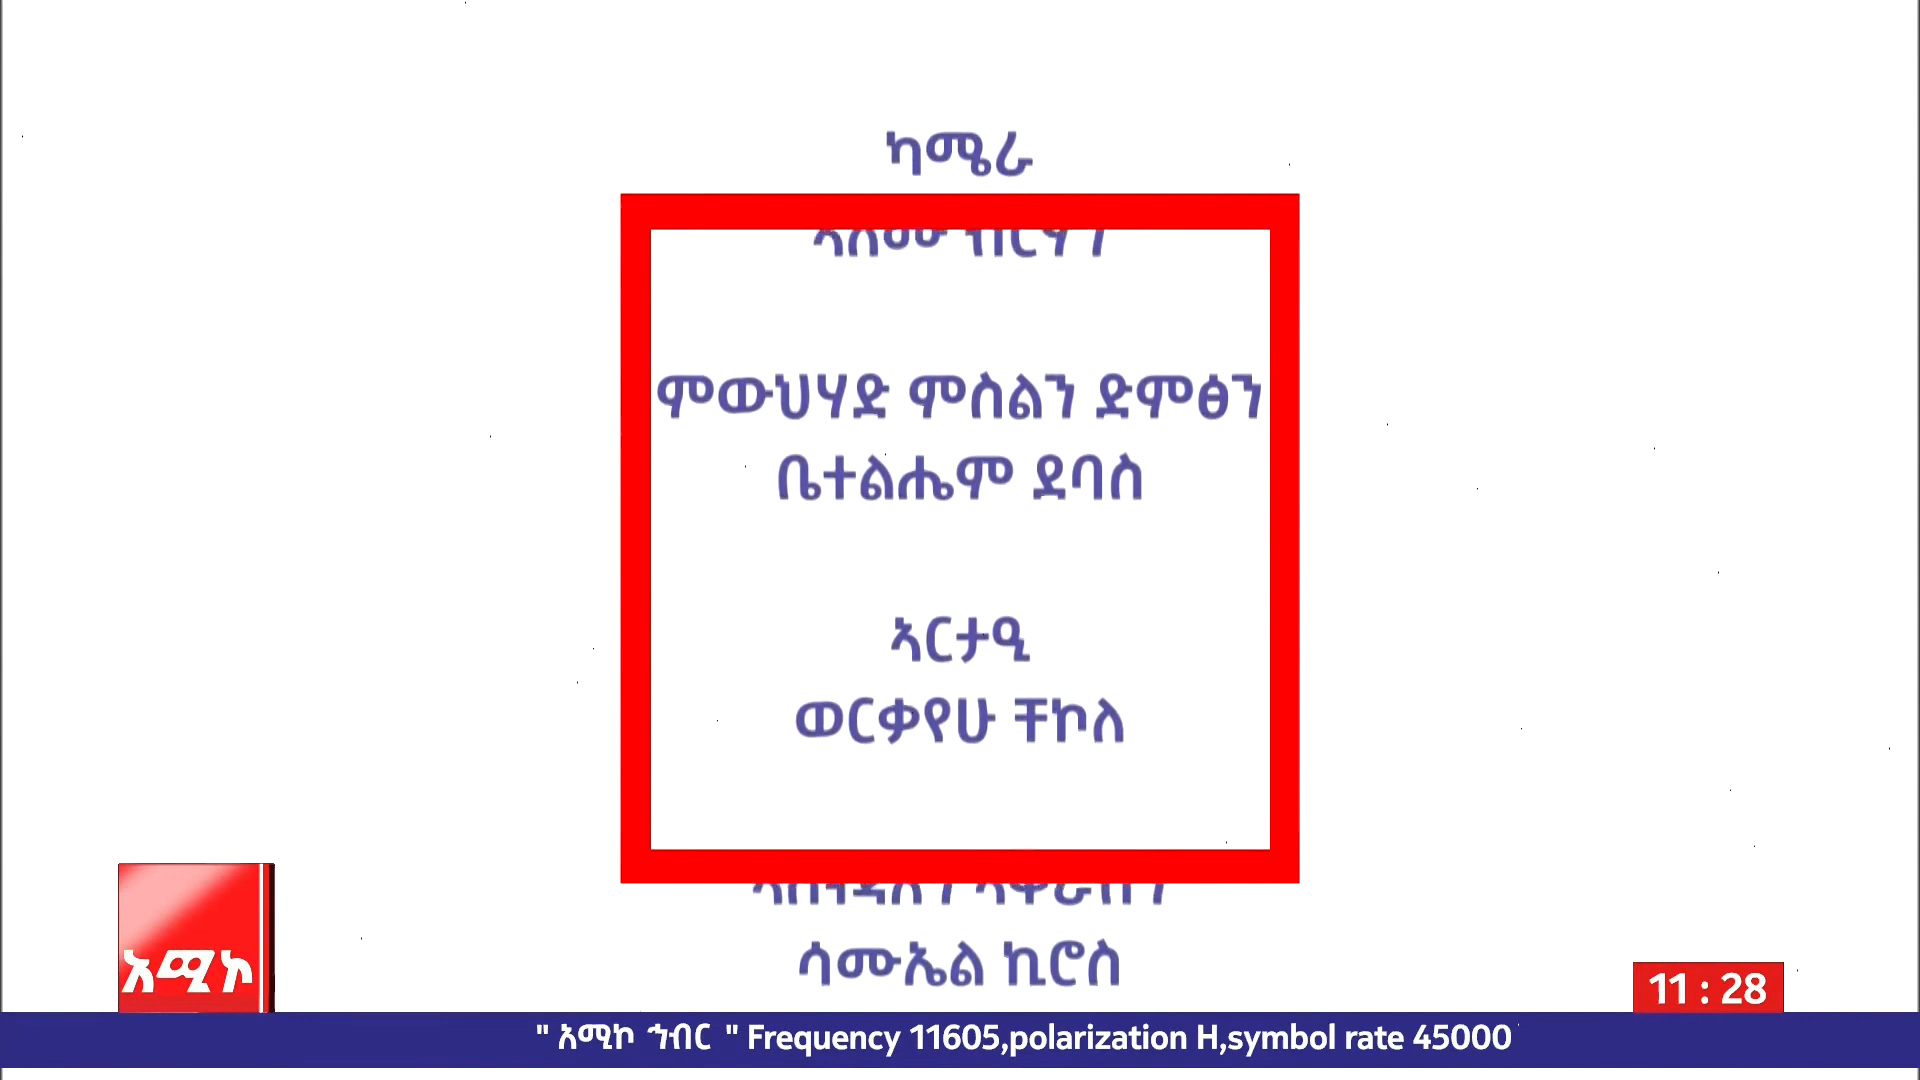 ካሜራ
ምውህሃድ ምስልን ድምፅን
ቤተልሔም ደባስ
ኣርታዒ
ወርቃየሁ ቸኮለ
ሳሙኤል ኪሮስ
አሚኮ
11 : 28
" አሚኮ ኅብር " Frequency 11605,polarization H,symbol rate 45000